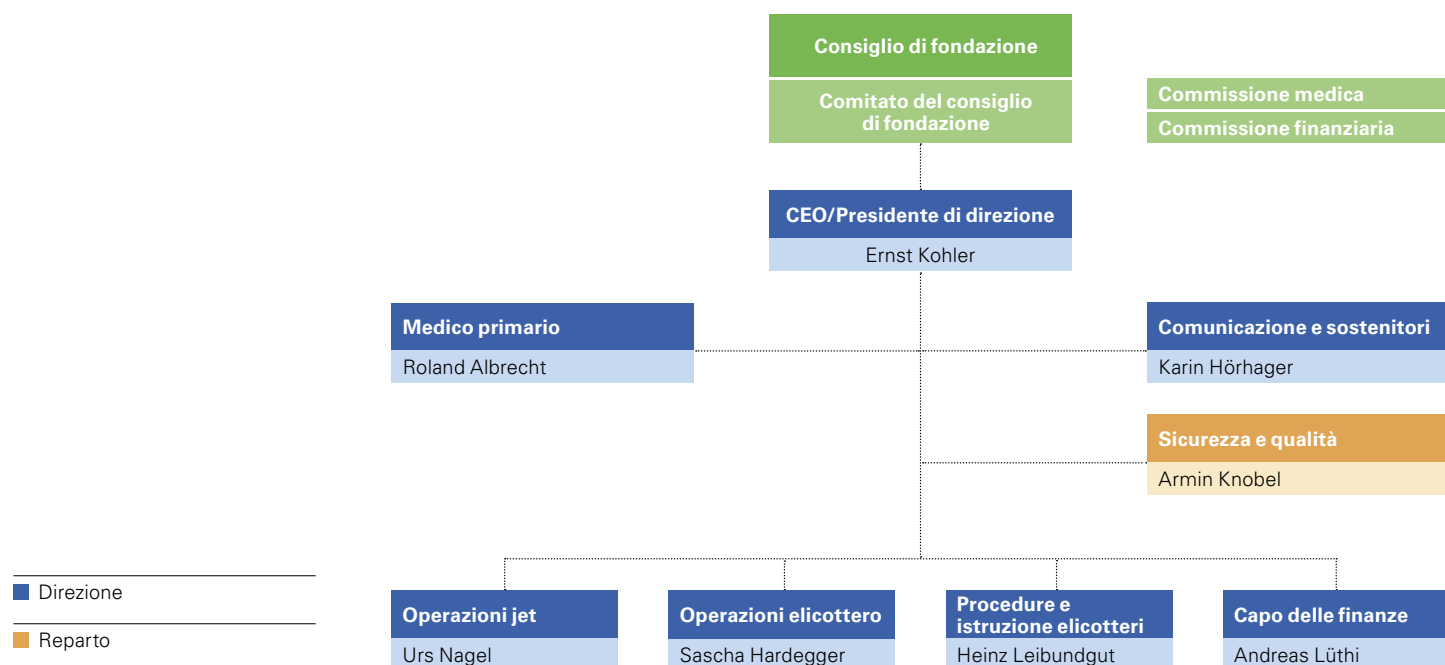 Consiglio di fondazione
Comitato del consiglio
di fondazione
Commissione medica
Commissione finanziaria
CEO/Presidente di direzione
Ernst Kohler
Medico primario
Roland Albrecht
Comunicazione e sostenitori
Karin Hörhager
Sicurezza e qualità
Armin Knobel
Direzione
Reparto
Operazioni jet
Urs Nagel
Operazioni elicottero
Sascha Hardegger
Procedure e
istruzione elicotteri
Heinz Leibundgut
Capo delle finanze
Andreas Lüthi